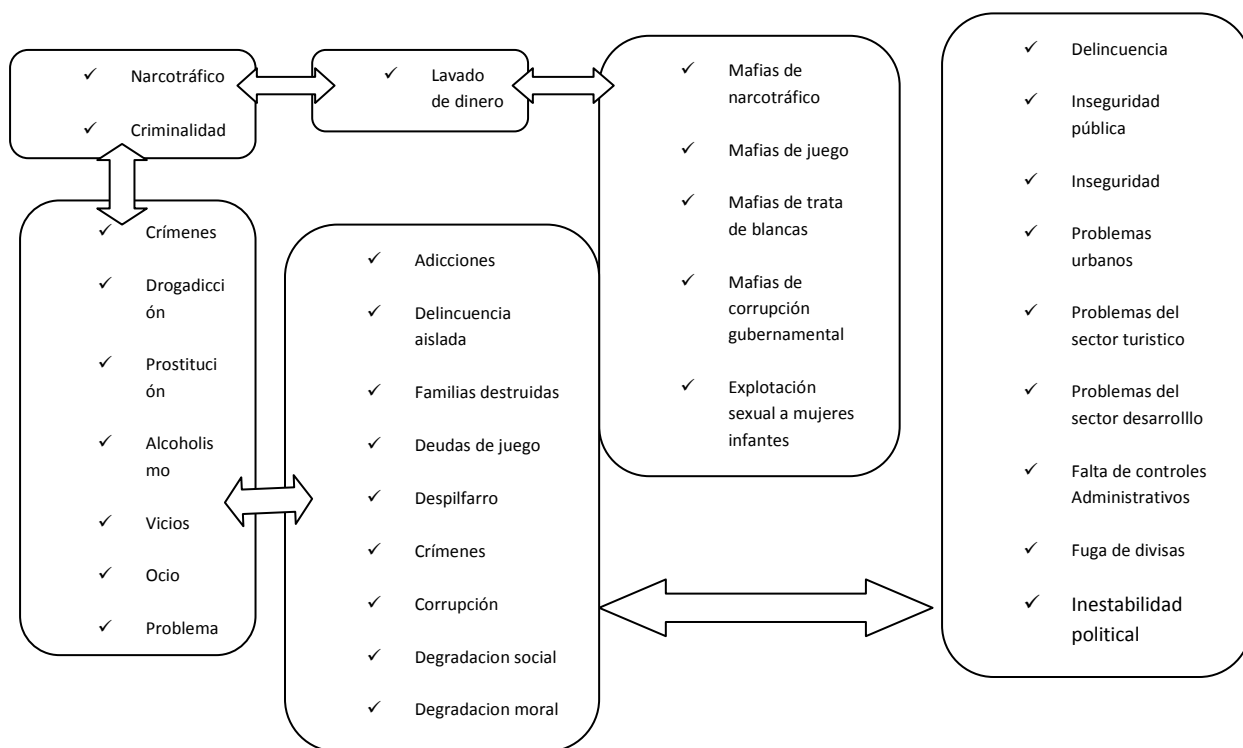 ✓ Narcotráfico
✓ Criminalidad
✓ Lavado
de dinero
✓ Mafias de
narcotráfico
✓ Mafias de juego
✓ Mafias de trata
de blancas
✓ Mafias de
corrupción
gubernamental
✓ Explotación
sexual a mujeres
infantes
✓ Delincuencia
✓ Inseguridad
pública
✓ Inseguridad
✓ Problemas
urbanos
✓ Problemas del
sector turistico
✓ Problemas del
sector desarrolllo
✓ Falta de controles
Administrativos
✓ Fuga de divisas
✓ Inestabilidad
political
✓ Crímenes
✓ Drogadicci
ón
✓ Prostituci
ón
✓ Alcoholis
mo
✓ Vicios
✓ Ocio
✓ Problema
✓ Adicciones
✓ Delincuencia
aislada
✓ Familias destruidas
✓ Deudas de juego
✓ Despilfarro
✓ Crímenes
✓ Corrupción
✓ Degradacion social
✓ Degradacion moral